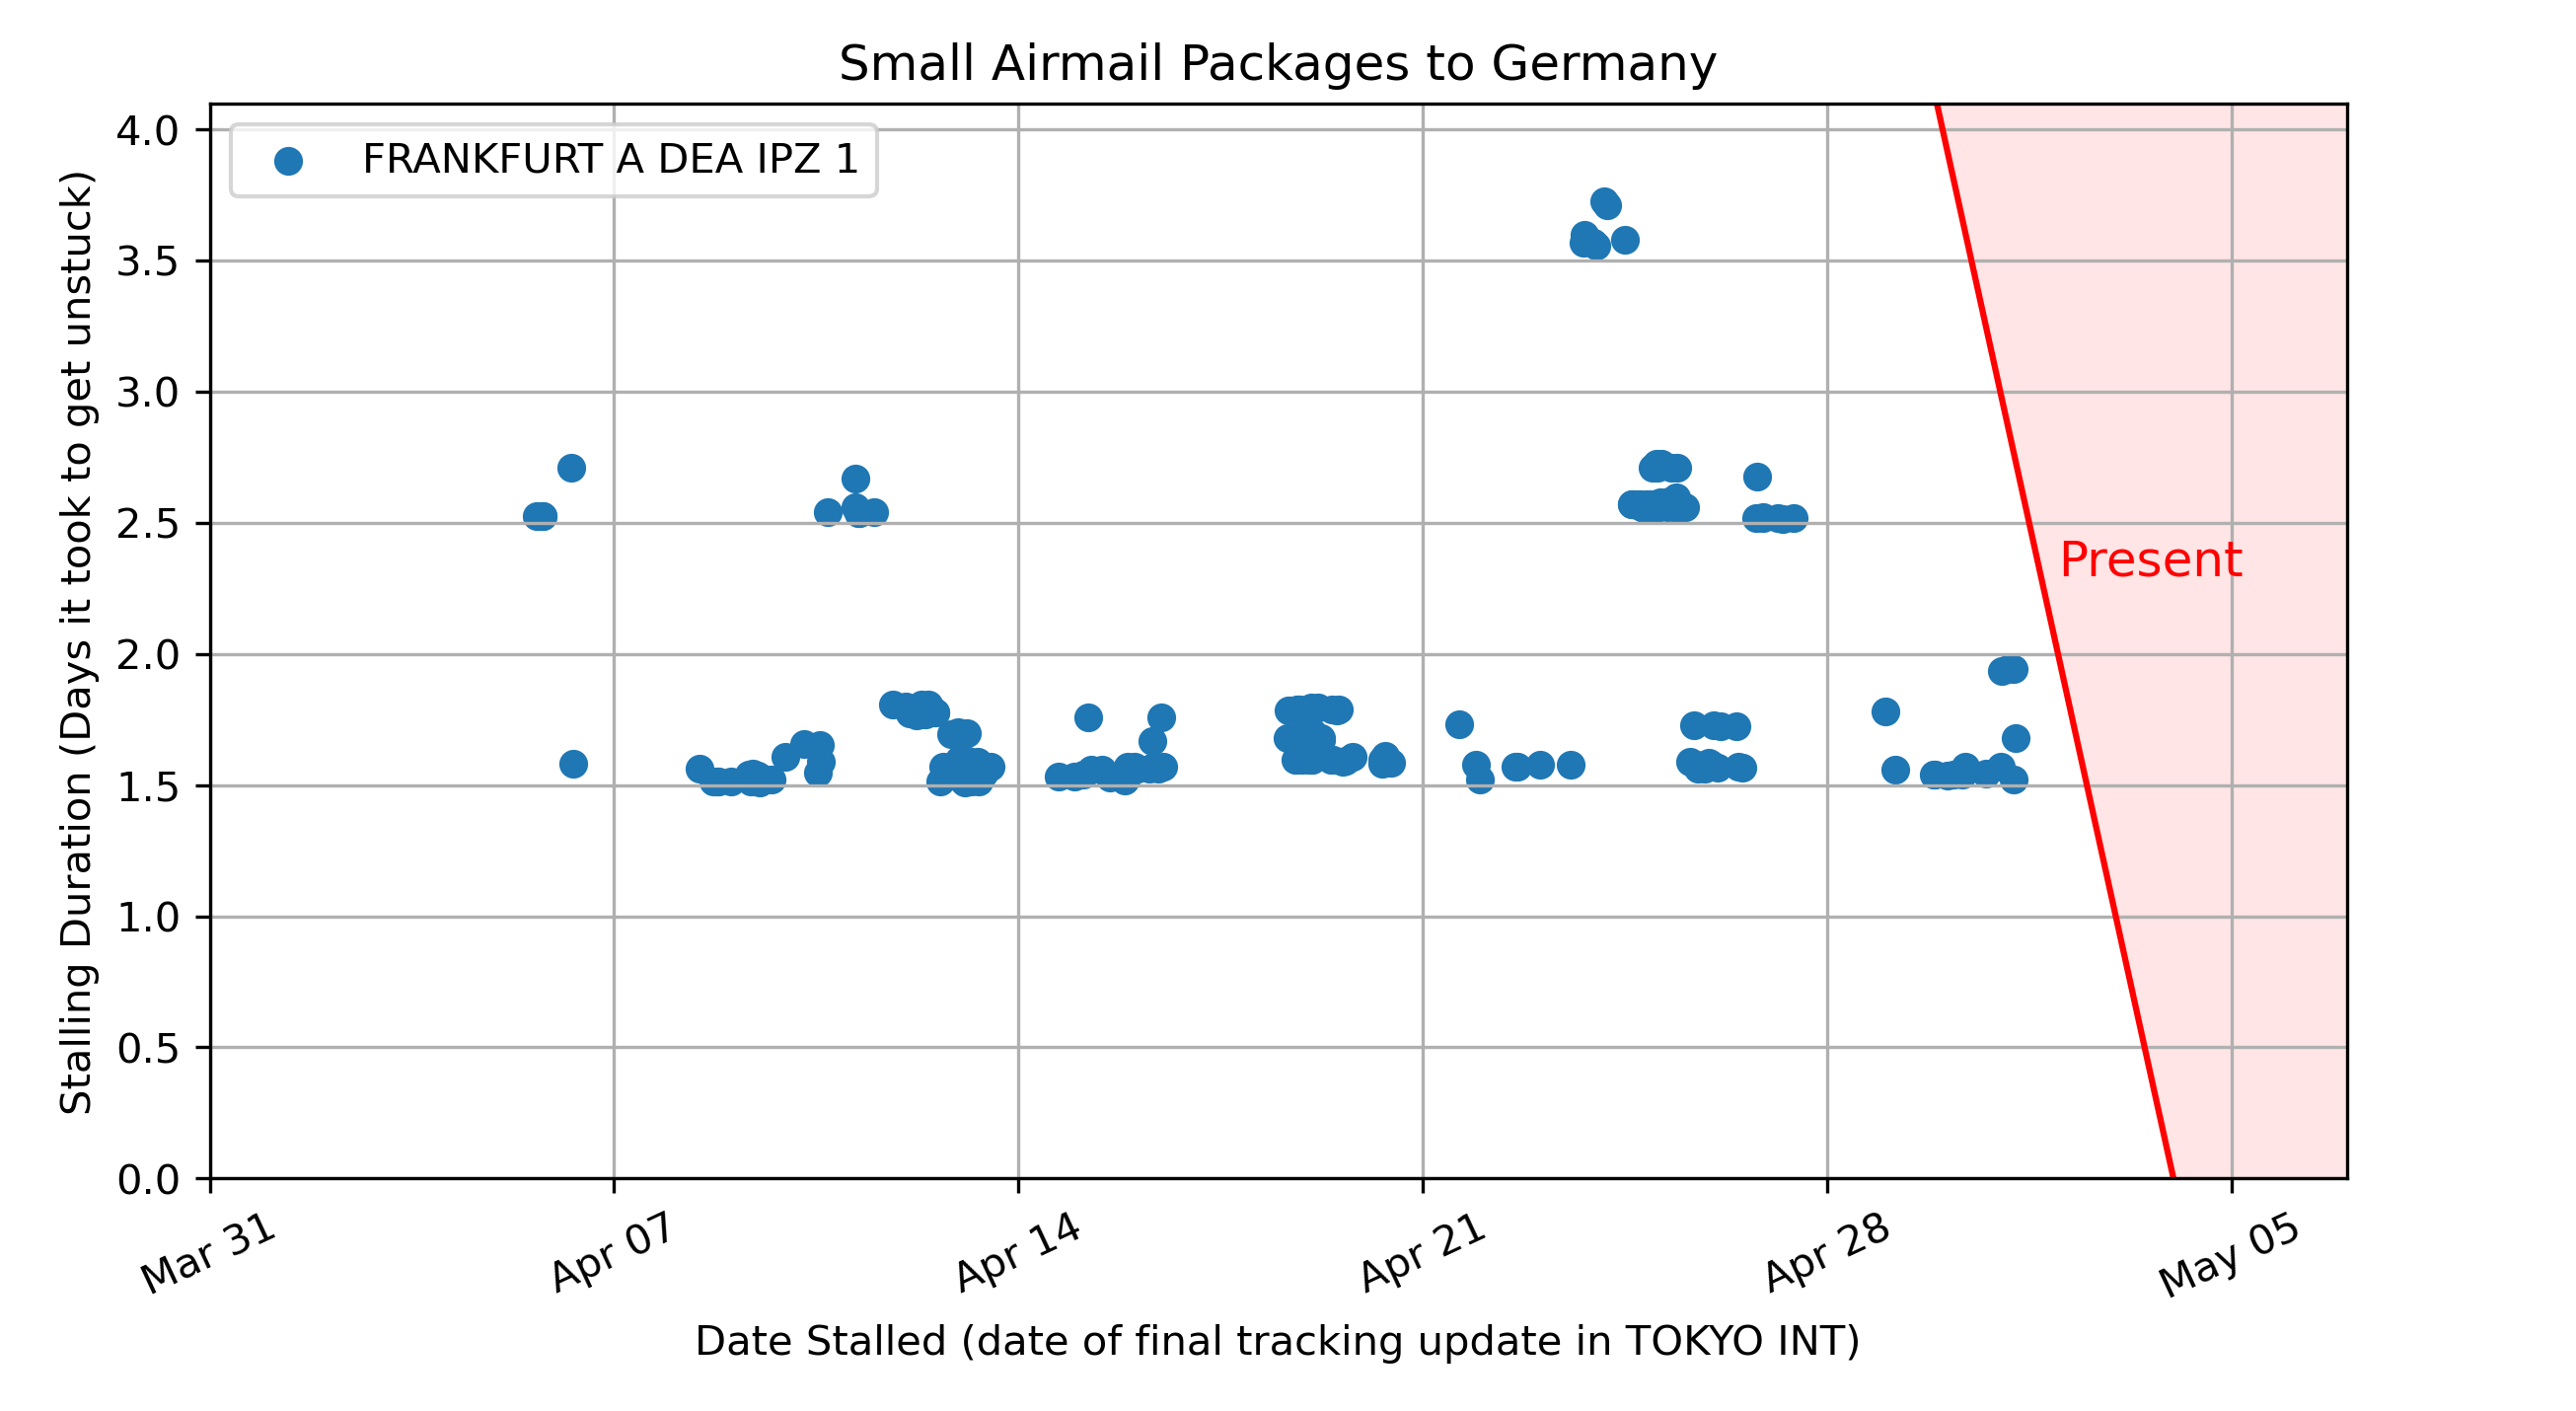 Small Airmail Packages to Germany
FRANKFURT A DEA IPZ 1
Stalling Duration (Days it took to get unstuck)
4.0
3.5
3.0
2.5
2.0
1.5
1.0
0.5
0.0
Present
Mar 31
Apr 07
Apr 14
Apr 21
Apr 28
May 05
Date Stalled (date of final tracking update in TOKYO INT)